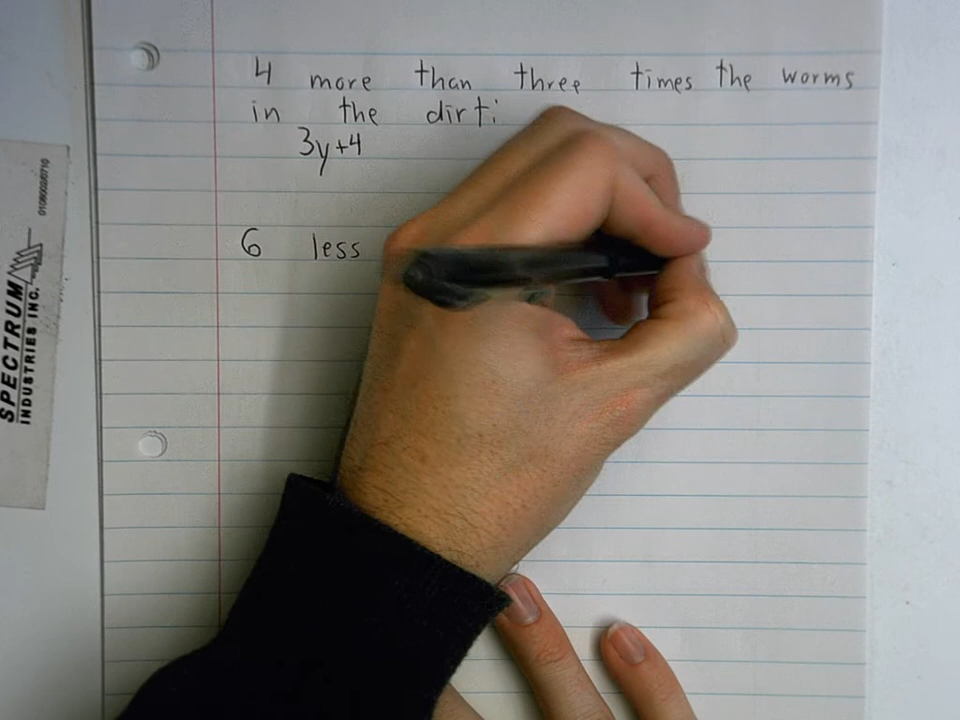 4 more than three times the worms
in the dirt:
3y+4
6 less
SPECTRUM
INDUSTRIES INC.